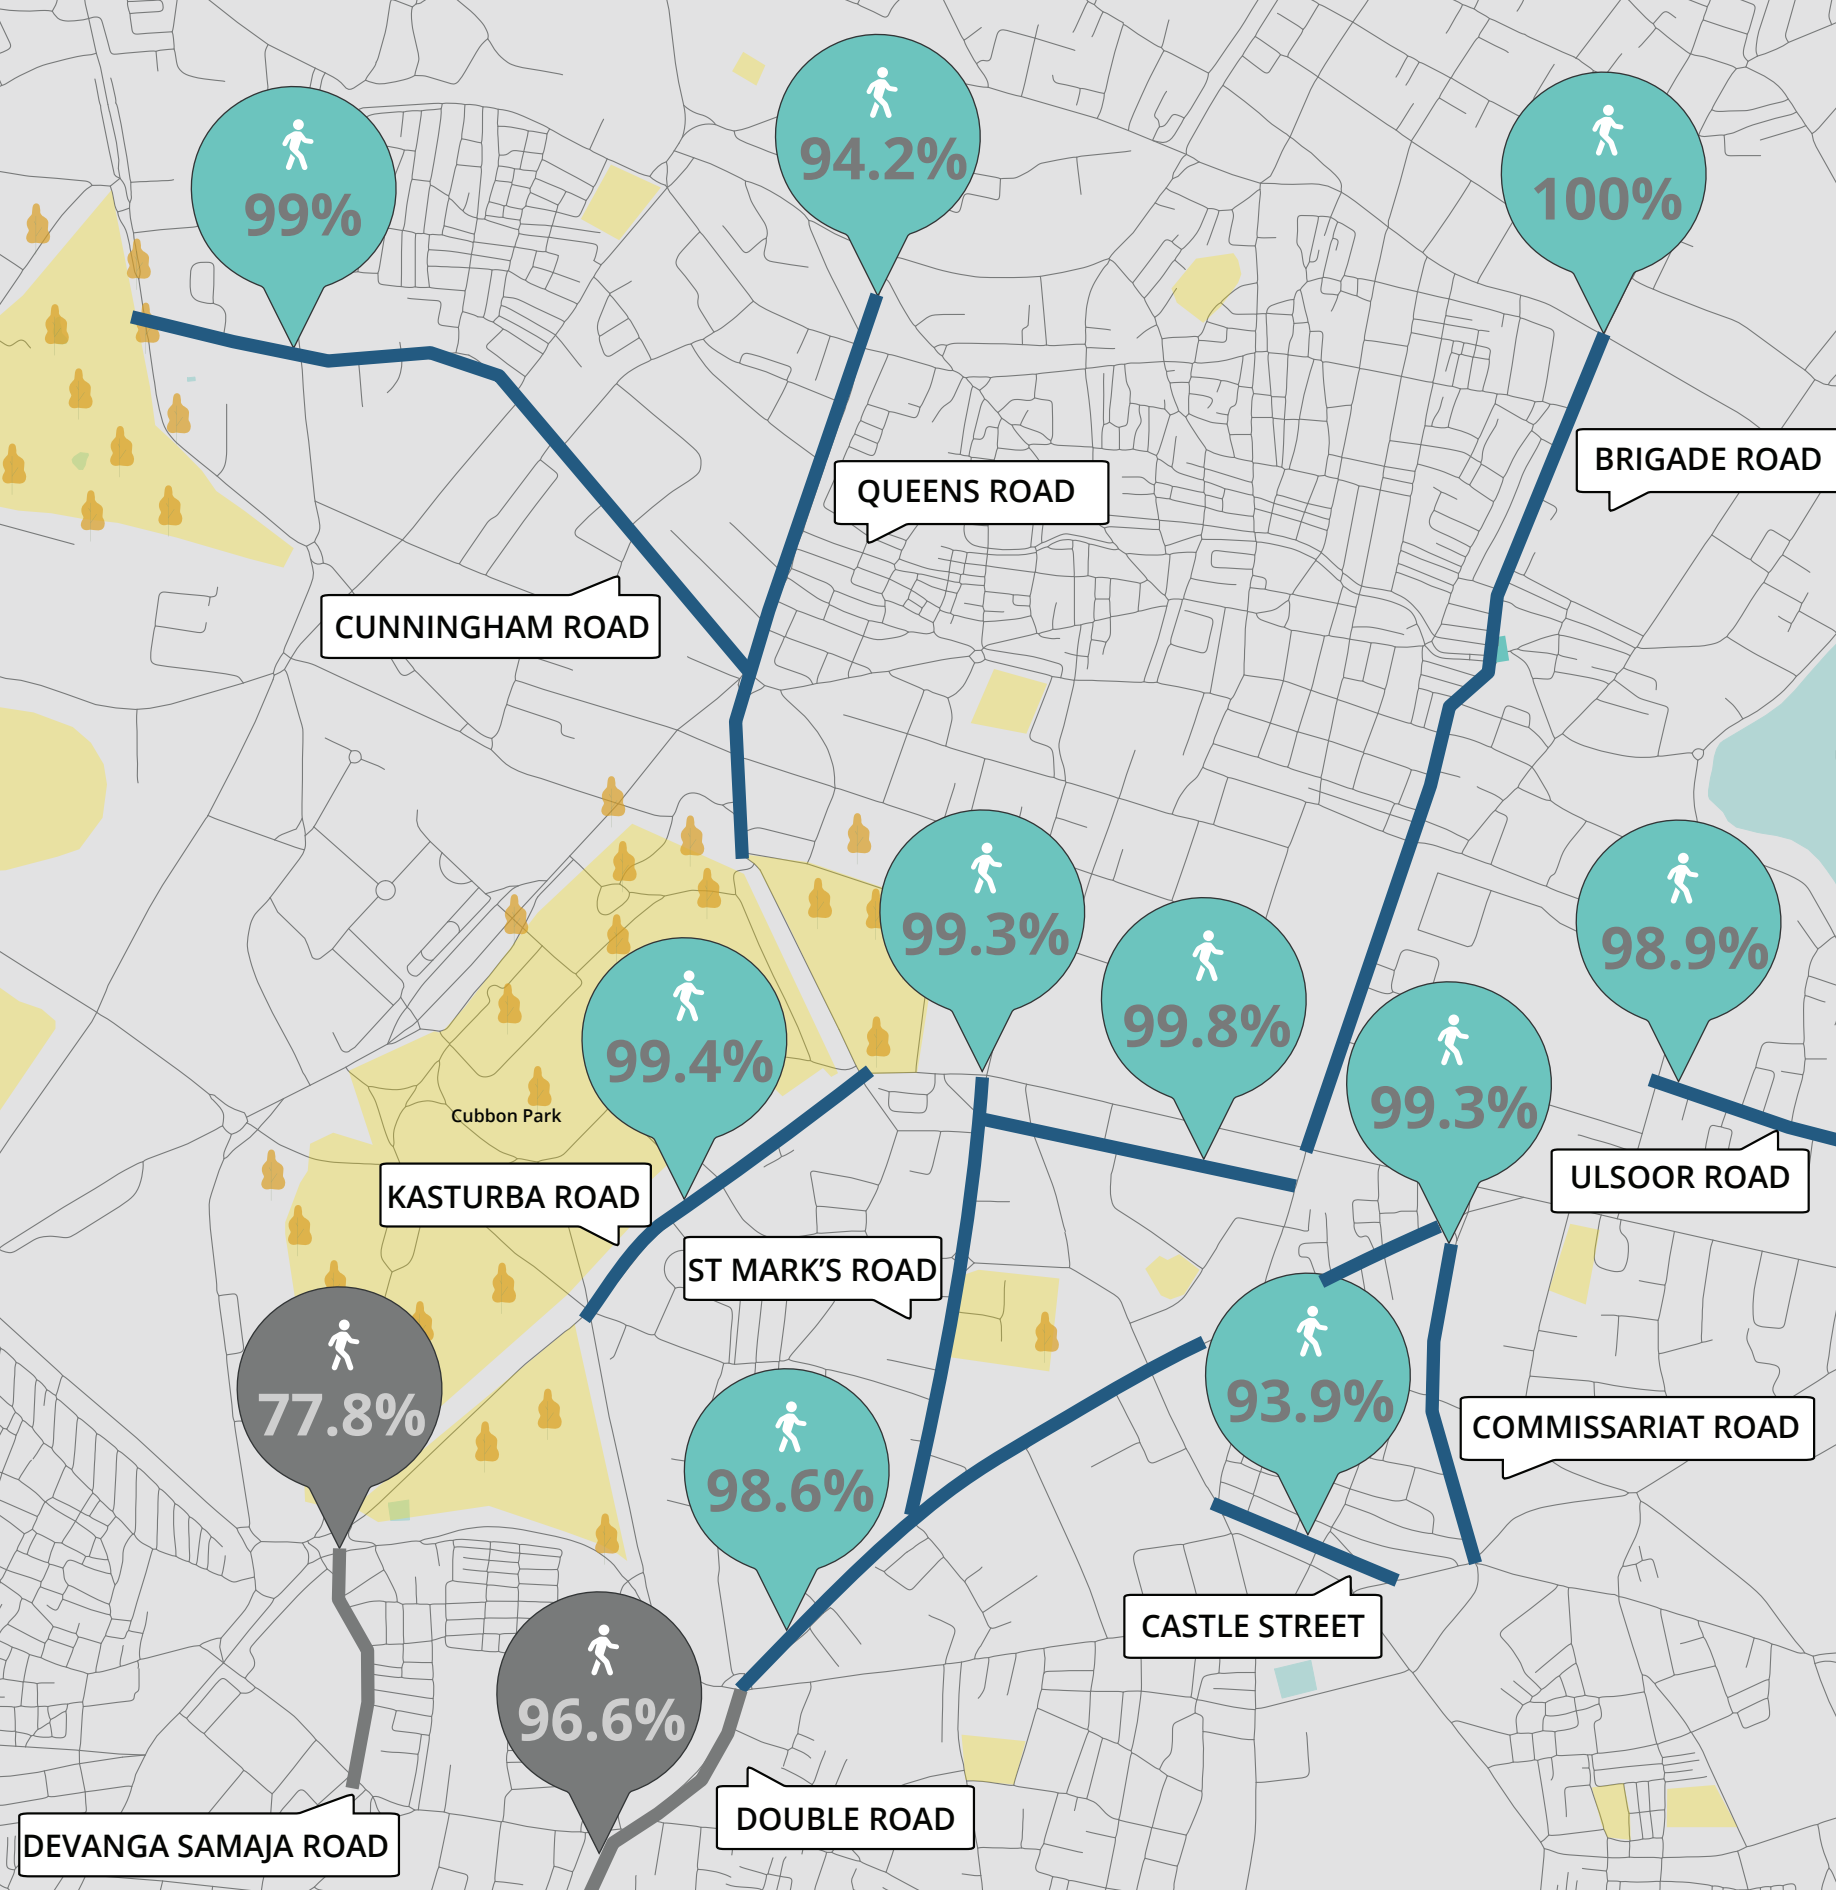 94.2%
100%
99%
BRIGADE ROAD
QUEENS ROAD
CUNNINGHAM ROAD
99.3%
98.9%
99.8%
99.4%
99.3%
Cubbon Park
ULSOOR ROAD
KASTURBA ROAD
ST MARK’S ROAD
93.9%
77.8%
COMMISSARIAT ROAD
98.6%
CASTLE STREET
96.6%
DOUBLE ROAD
DEVANGA SAMAJA ROAD